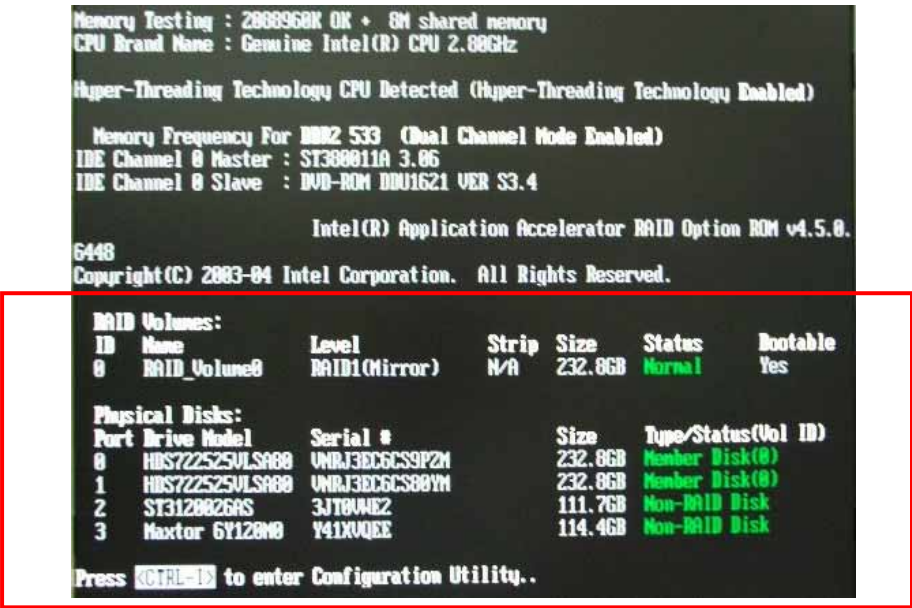 Memory Testing : 2088960K OK + 8M shared memory
CPU Brand Name : Genuine Intel(R) CPU 2.80GHz
Hyper-Threading Technology CPU Detected (Hyper-Threading Technology Enabled)
Memory Frequency For DDR2 533 (Dual Channel Mode Enabled)
IDE Channel 0 Master : ST380011A 3.06
IDE Channel 0 Slave : DVD-ROM DDU1621 VER S3.4
Intel(R) Application Accelerator RAID Option ROM v4.5.0.
6448
Copyright(C) 2003-04 Intel Corporation. All Rights Reserved.
RAID Volumes:
ID Name Level Strip Size Status Bootable
0 RAID_Volume0 RAID1(Mirror) N/A 232.8GB Normal Yes
Physical Disks:
Port Drive Model Serial # Size Type/Status(Vol ID)
0 HDS722525VLSA80 VNRJ3EC6CS9PZM 232.8GB Member Disk(0)
1 HDS722525VLSA80 VNRJ3EC6CS80YM 232.8GB Member Disk(0)
2 ST3120026AS 3JT0VWE2 111.7GB Non-RAID Disk
3 Maxtor 6Y120M0 Y41XVQEE 114.4GB Non-RAID Disk
Press <CTRL-I> to enter Configuration Utility..